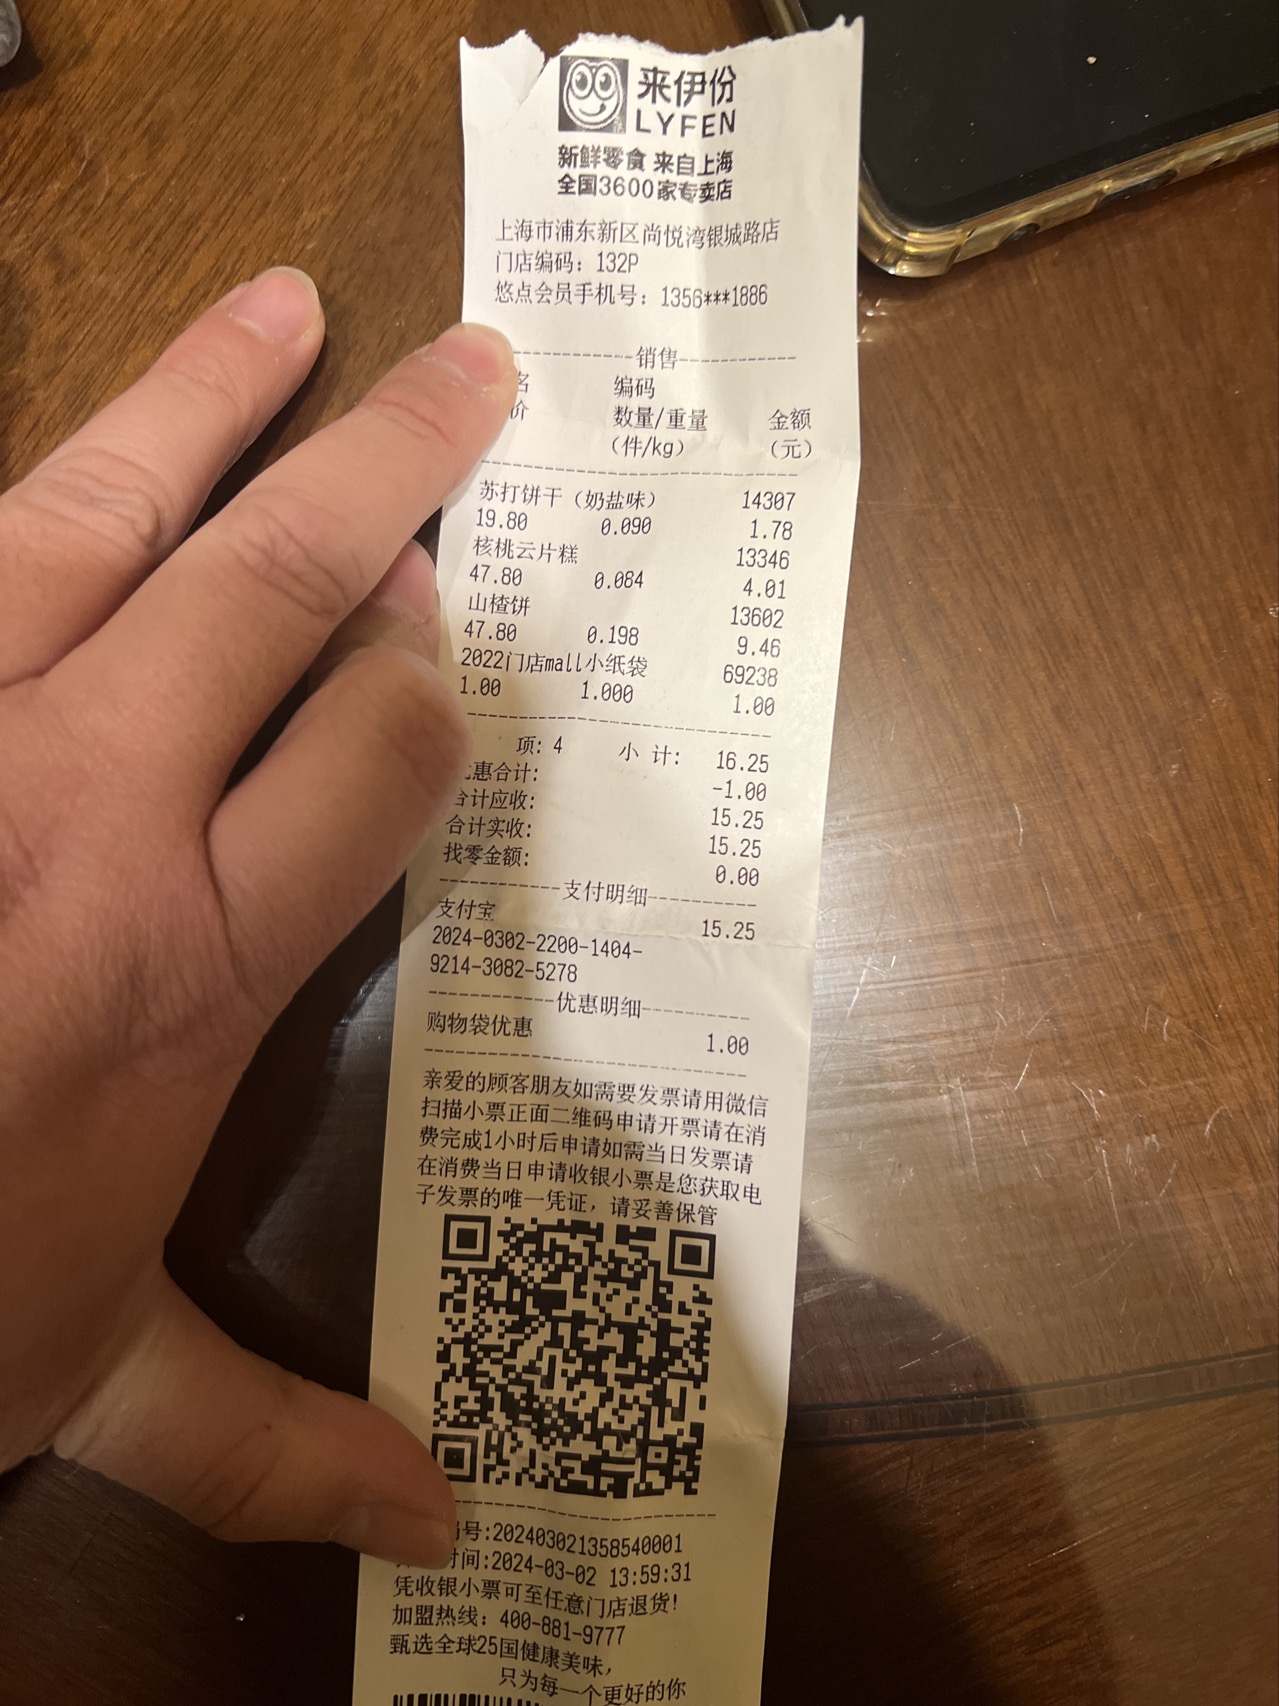 来伊份
LYFEN
新鲜零食 来自上海
全国3600家专卖店
上海市浦东新区尚悦湾银城路店
门店编码：132P
悠点会员手机号：1356***1886
------------销售------------
名 编码
价 数量/重量 金额
（件/kg） （元）
苏打饼干（奶盐味） 14307
19.80 0.090 1.78
核桃云片糕 13346
47.80 0.084 4.01
山楂饼 13602
47.80 0.198 9.46
2022门店mall小纸袋 69238
1.00 1.000 1.00
项：4 小 计： 16.25
惠合计： -1.00
合计应收： 15.25
合计实收： 15.25
找零金额： 0.00
------------支付明细----------
支付宝 15.25
2024-0302-2200-1404-
9214-3082-5278
------------优惠明细----------
购物袋优惠 1.00
亲爱的顾客朋友如需要发票请用微信
扫描小票正面二维码申请开票请在消
费完成1小时后申请如需当日发票请
在消费当日申请收银小票是您获取电
子发票的唯一凭证，请妥善保管
号:202403021358540001
时间:2024-03-02 13:59:31
凭收银小票可至任意门店退货！
加盟热线：400-881-9777
甄选全球25国健康美味，
只为每一个更好的你